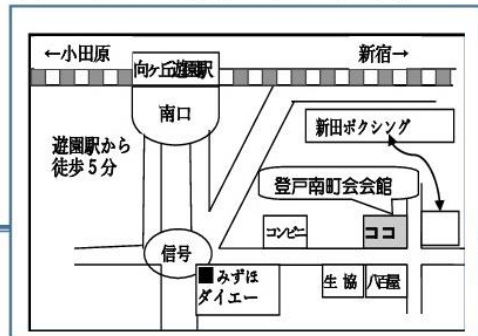 ←小田原
新宿→
向ケ丘遊園駅
南口
新田ボクシング
遊園駅から
徒歩５分
登戸南町会会館
コンビニ
ココ
信号
■みずほ
ダイエー
生協
八百屋